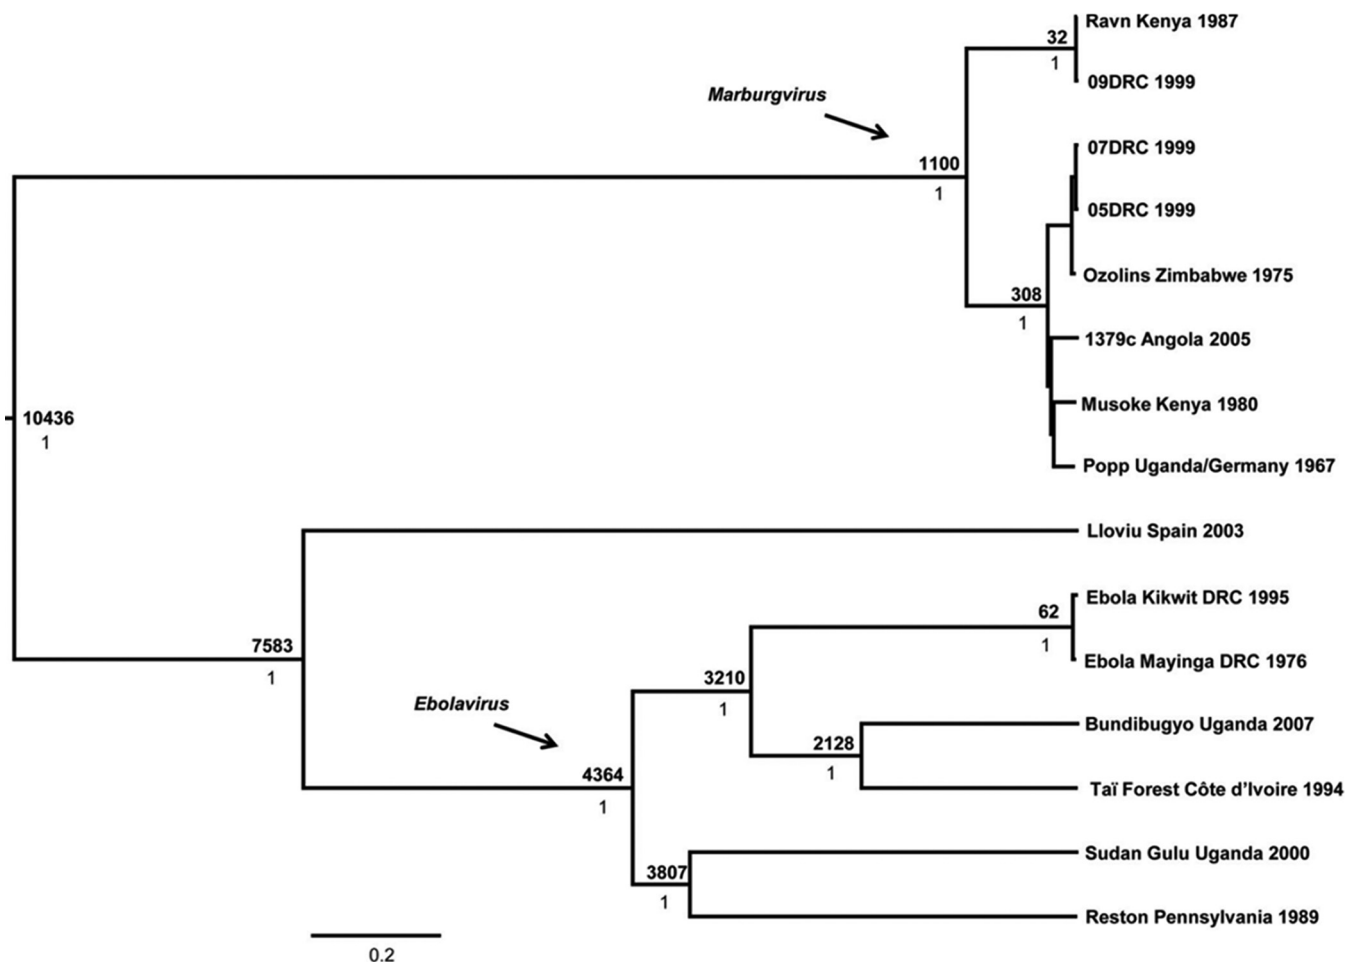 Ravn Kenya 1987
32
1
09DRC 1999
Marburgvirus
07DRC 1999
1100
1
05DRC 1999
Ozolins Zimbabwe 1975
308
1
1379c Angola 2005
Musoke Kenya 1980
10436
1
Popp Uganda/Germany 1967
Lloviu Spain 2003
Ebola Kikwit DRC 1995
62
1
7583
1
Ebola Mayinga DRC 1976
3210
1
Ebolavirus
Bundibugyo Uganda 2007
2128
1
4364
1
Taï Forest Côte d’Ivoire 1994
Sudan Gulu Uganda 2000
3807
1
Reston Pennsylvania 1989
0.2